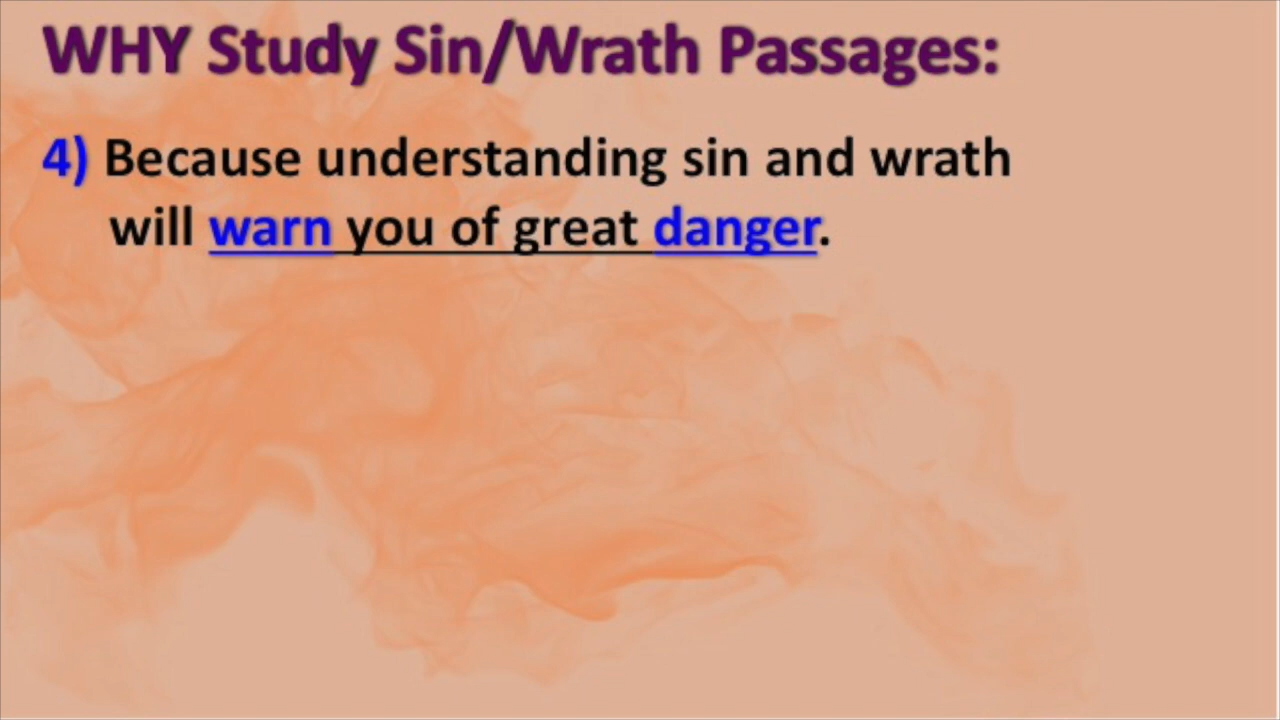 WHY Study Sin/Wrath Passages:
4) Because understanding sin and wrath
will warn you of great danger.